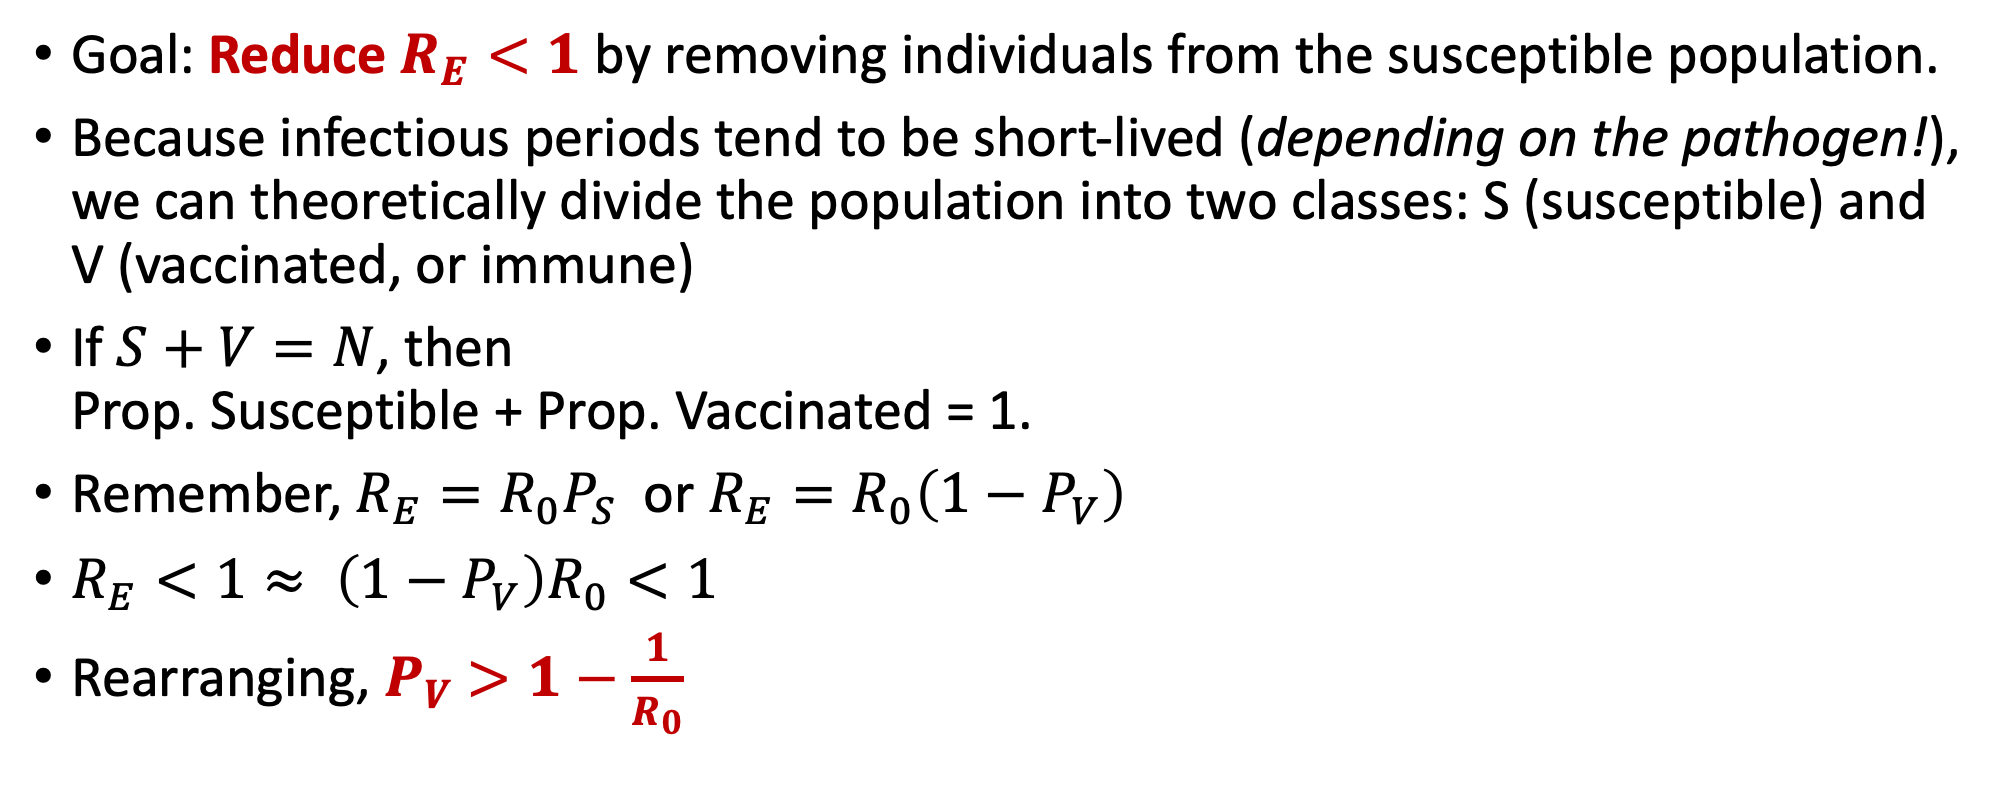 • Goal: Reduce R_E < 1 by removing individuals from the susceptible population.
• Because infectious periods tend to be short-lived (depending on the pathogen!),
we can theoretically divide the population into two classes: S (susceptible) and
V (vaccinated, or immune)
• If S + V = N, then
Prop. Susceptible + Prop. Vaccinated = 1.
• Remember, R_E = R_0P_S or R_E = R_0(1 − P_V)
• R_E < 1 ≈ (1 − P_V)R_0 < 1
• Rearranging, P_V > 1 − 1/R_0